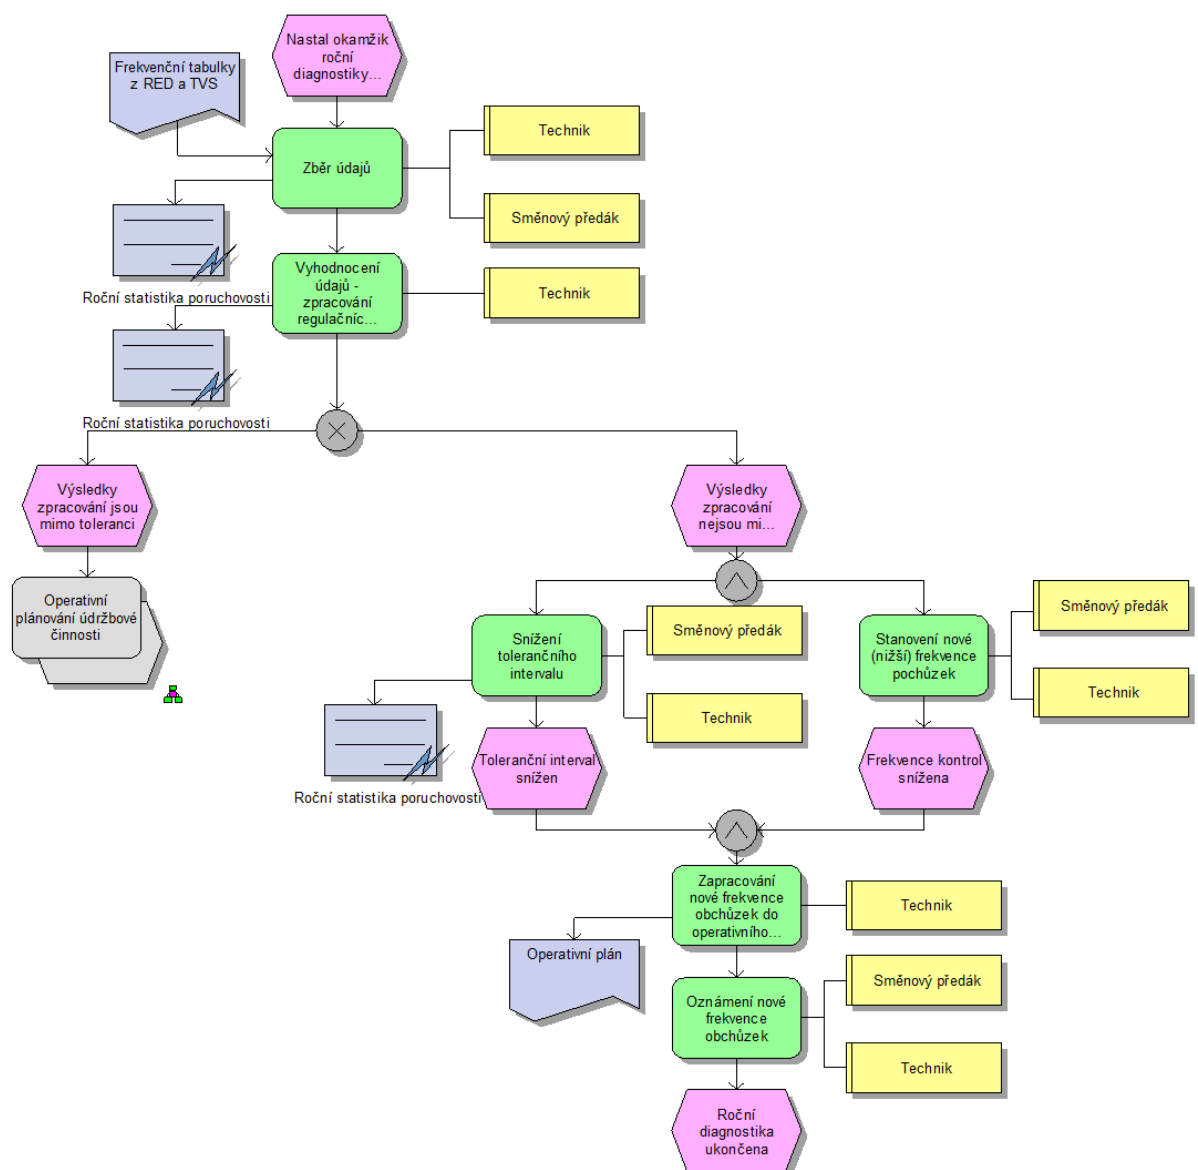 Nastal okamžik
roční
diagnostiky...
Frekvenční tabulky
z RED a TVS
Technik
Zběr údajů
Směnový předák
Vyhodnocení
údajů -
zpracování
regulačníc...
Technik
Roční statistika poruchovosti
Roční statistika poruchovosti
Výsledky
zpracování jsou
mimo toleranci
Výsledky
zpracování
nejsou mi...
Operativní
plánování údržbové
činnosti
Snížení
tolerančního
intervalu
Směnový předák
Technik
Stanovení nové
(nižší) frekvence
pochůzek
Směnový předák
Technik
Roční statistika poruchovosti
Toleranční interval
snížen
Frekvence kontrol
snížena
Zapracování
nové frekvence
obchůzek do
operativního...
Technik
Operativní plán
Oznámení nové
frekvence
obchůzek
Směnový předák
Technik
Roční
diagnostika
ukončena